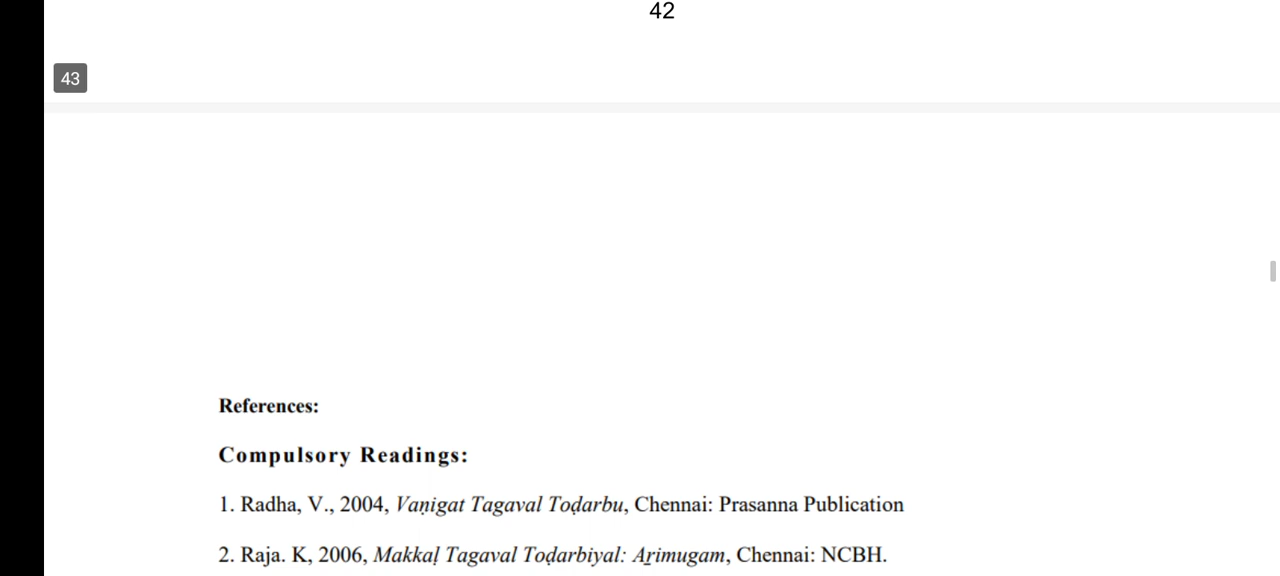 42
43
References:
Compulsory Readings:
1. Radha, V., 2004, Vaṇigat Tagaval Toḍarbu, Chennai: Prasanna Publication
2. Raja. K, 2006, Makkaḷ Tagaval Toḍarbiyal: Aṟimugam, Chennai: NCBH.